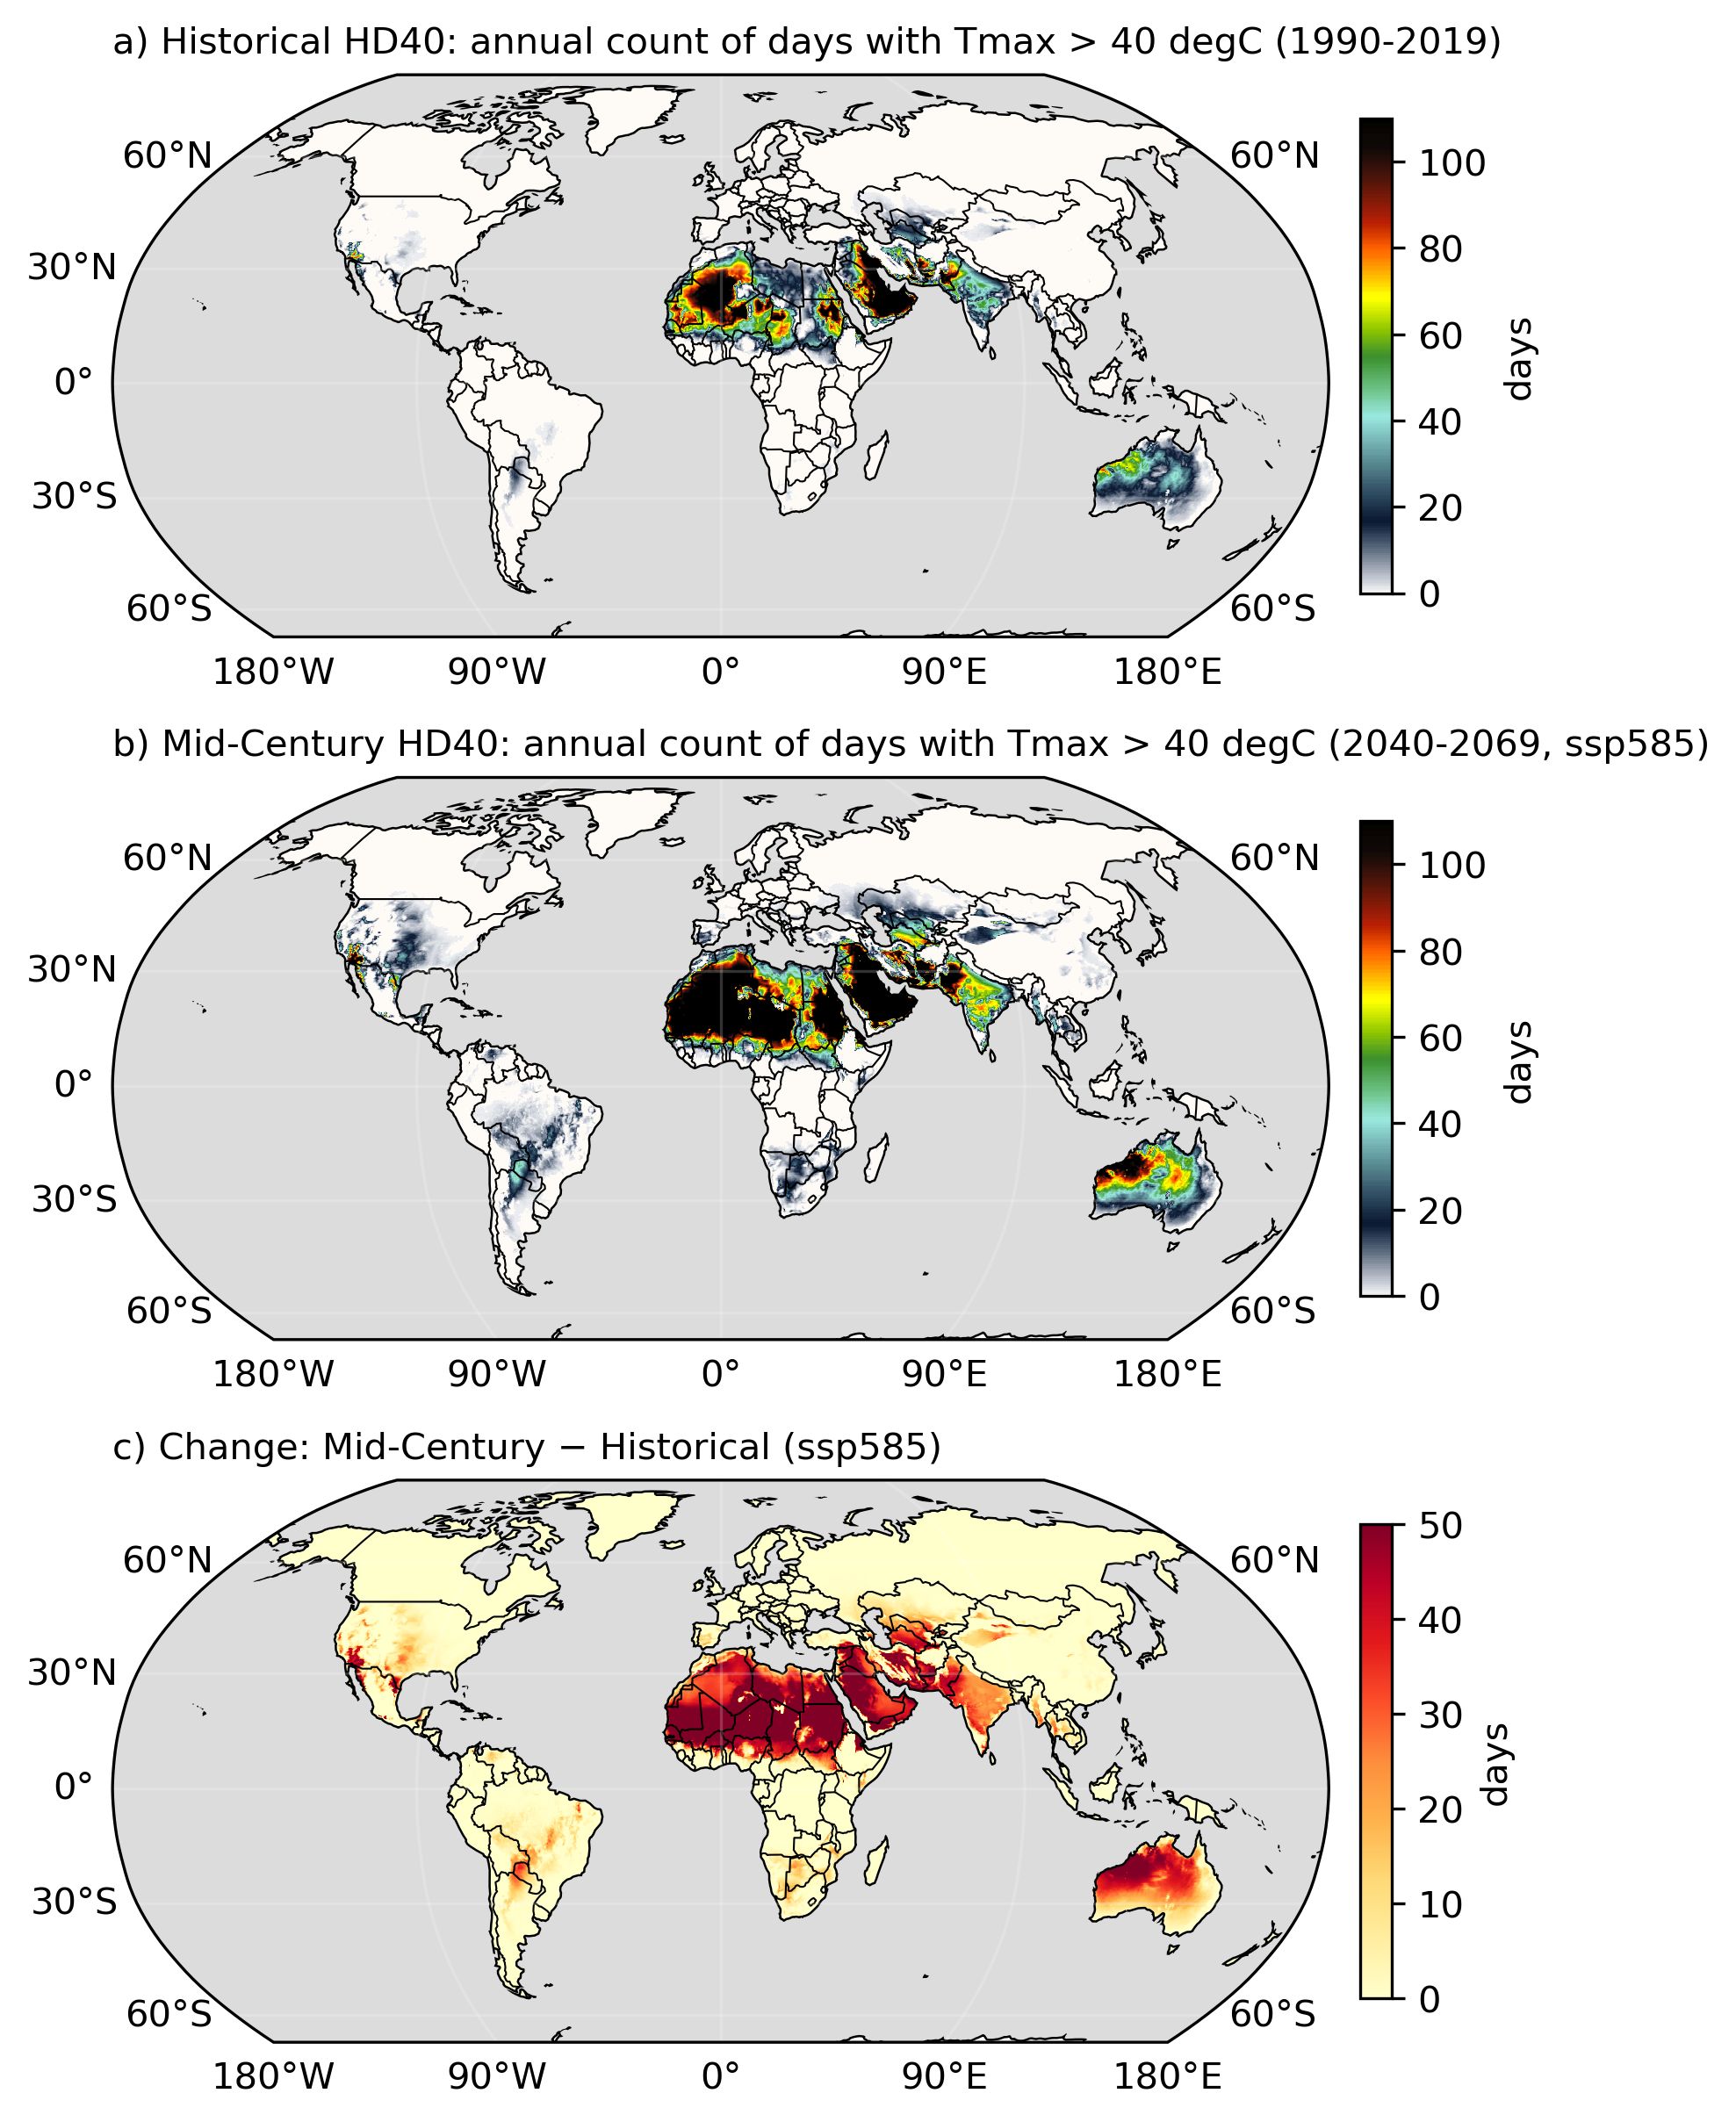 a) Historical HD40: annual count of days with Tmax > 40 degC (1990-2019)
60°N 60°N
30°N
0°
30°S
60°S 60°S
180°W 90°W 0° 90°E 180°E
100
80
60
40
20
0
days
b) Mid-Century HD40: annual count of days with Tmax > 40 degC (2040-2069, ssp585)
60°N 60°N
30°N
0°
30°S
60°S 60°S
180°W 90°W 0° 90°E 180°E
100
80
60
40
20
0
days
c) Change: Mid-Century − Historical (ssp585)
60°N 60°N
30°N
0°
30°S
60°S 60°S
180°W 90°W 0° 90°E 180°E
50
40
30
20
10
0
days